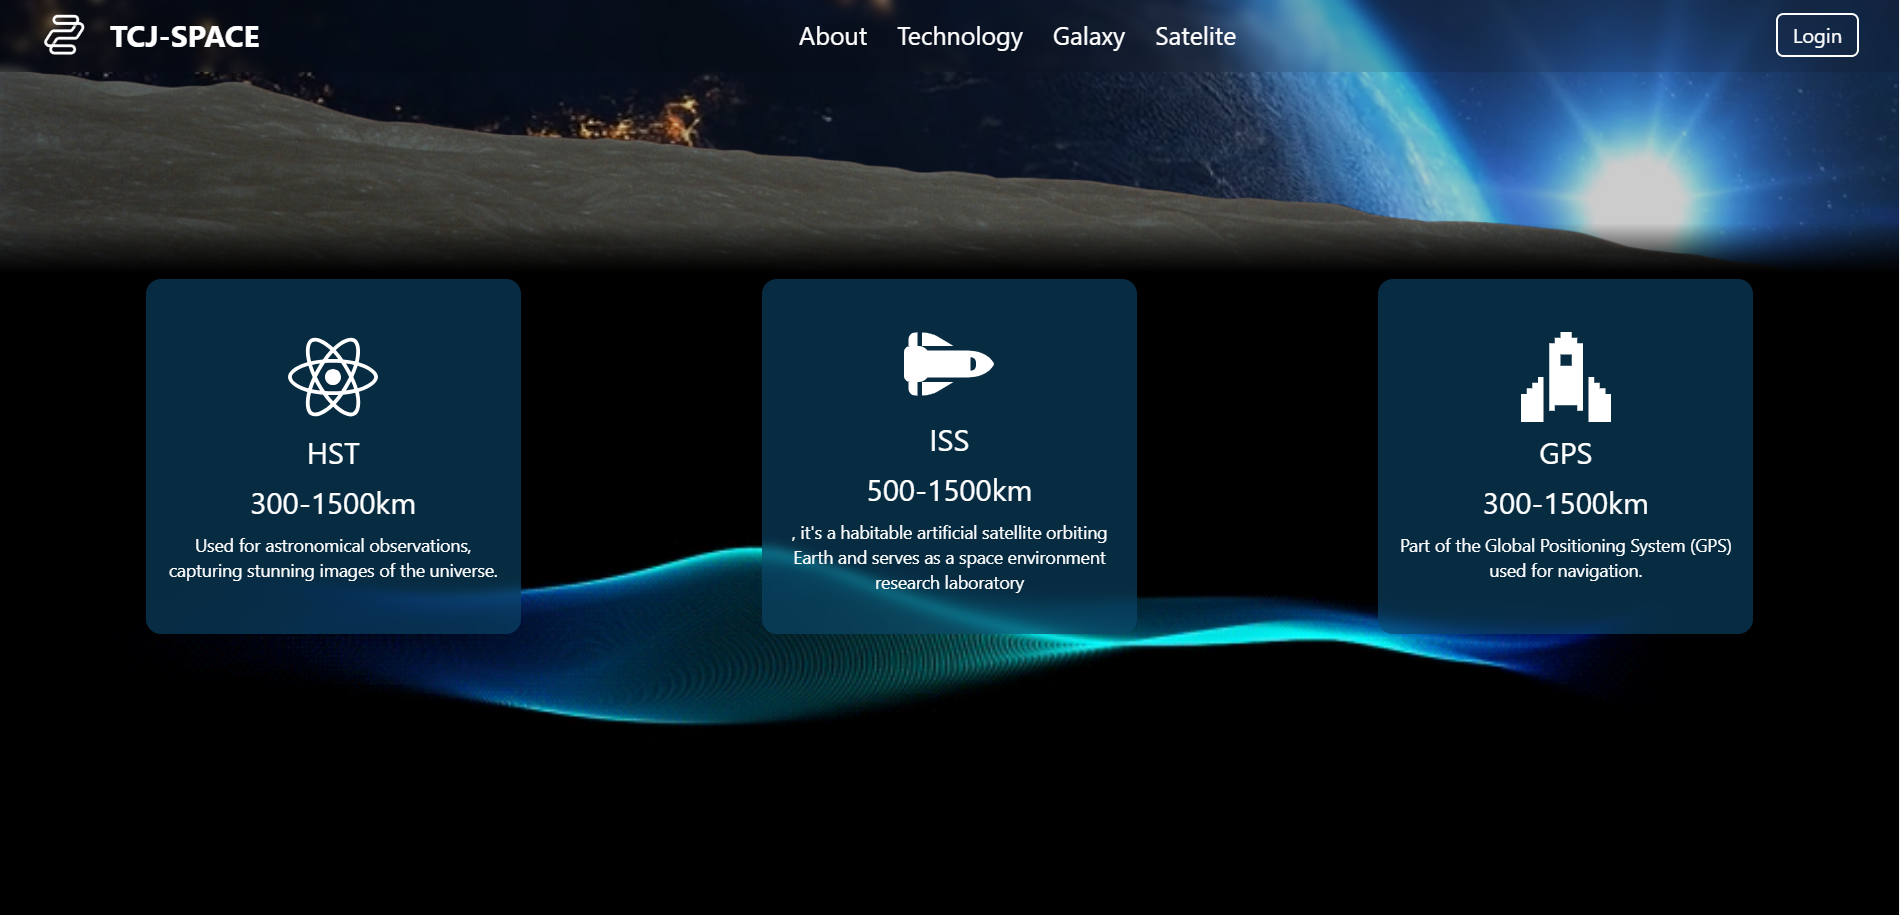 TCJ-SPACE
About Technology Galaxy Satelite
Login
HST
300-1500km
Used for astronomical observations,
capturing stunning images of the universe.
ISS
500-1500km
, it's a habitable artificial satellite orbiting
Earth and serves as a space environment
research laboratory
GPS
300-1500km
Part of the Global Positioning System (GPS)
used for navigation.